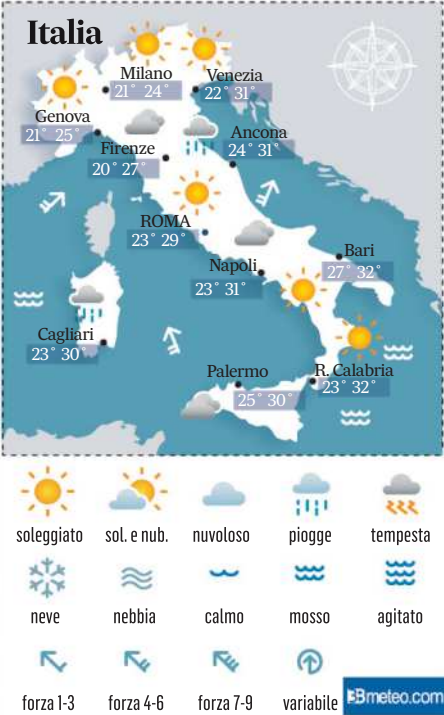 Italia
Milano
21° 24°
Venezia
22° 31°
Genova
21° 25°
Firenze
20° 27°
Ancona
24° 31°
ROMA
23° 29°
Napoli
23° 31°
Bari
27° 32°
Cagliari
23° 30°
Palermo
25° 30°
R. Calabria
23° 32°
soleggiato sol. e nub. nuvoloso piogge tempesta
neve nebbia calmo mosso agitato
forza 1-3 forza 4-6 forza 7-9 variabile
3Bmeteo.com